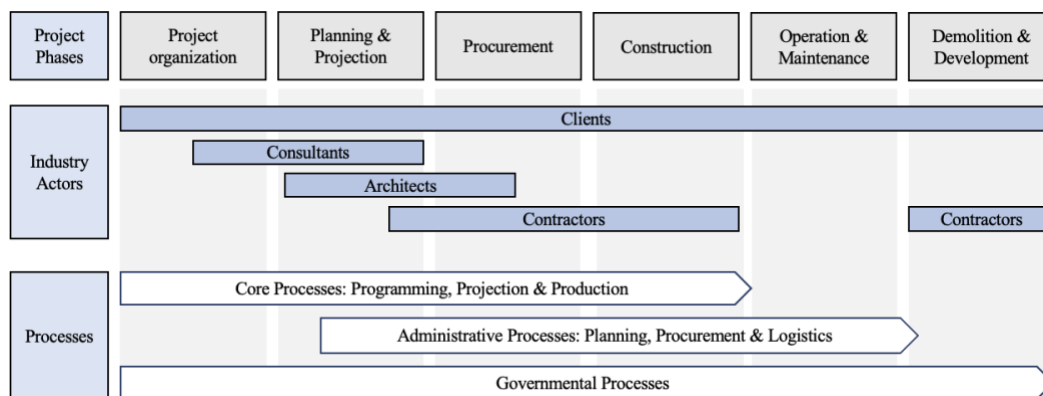 Project
Phases
Project
organization
Planning &
Projection
Procurement
Construction
Operation &
Maintenance
Demolition &
Development
Industry
Actors
Clients
Consultants
Architects
Contractors
Contractors
Processes
Core Processes: Programming, Projection & Production
Administrative Processes: Planning, Procurement & Logistics
Governmental Processes